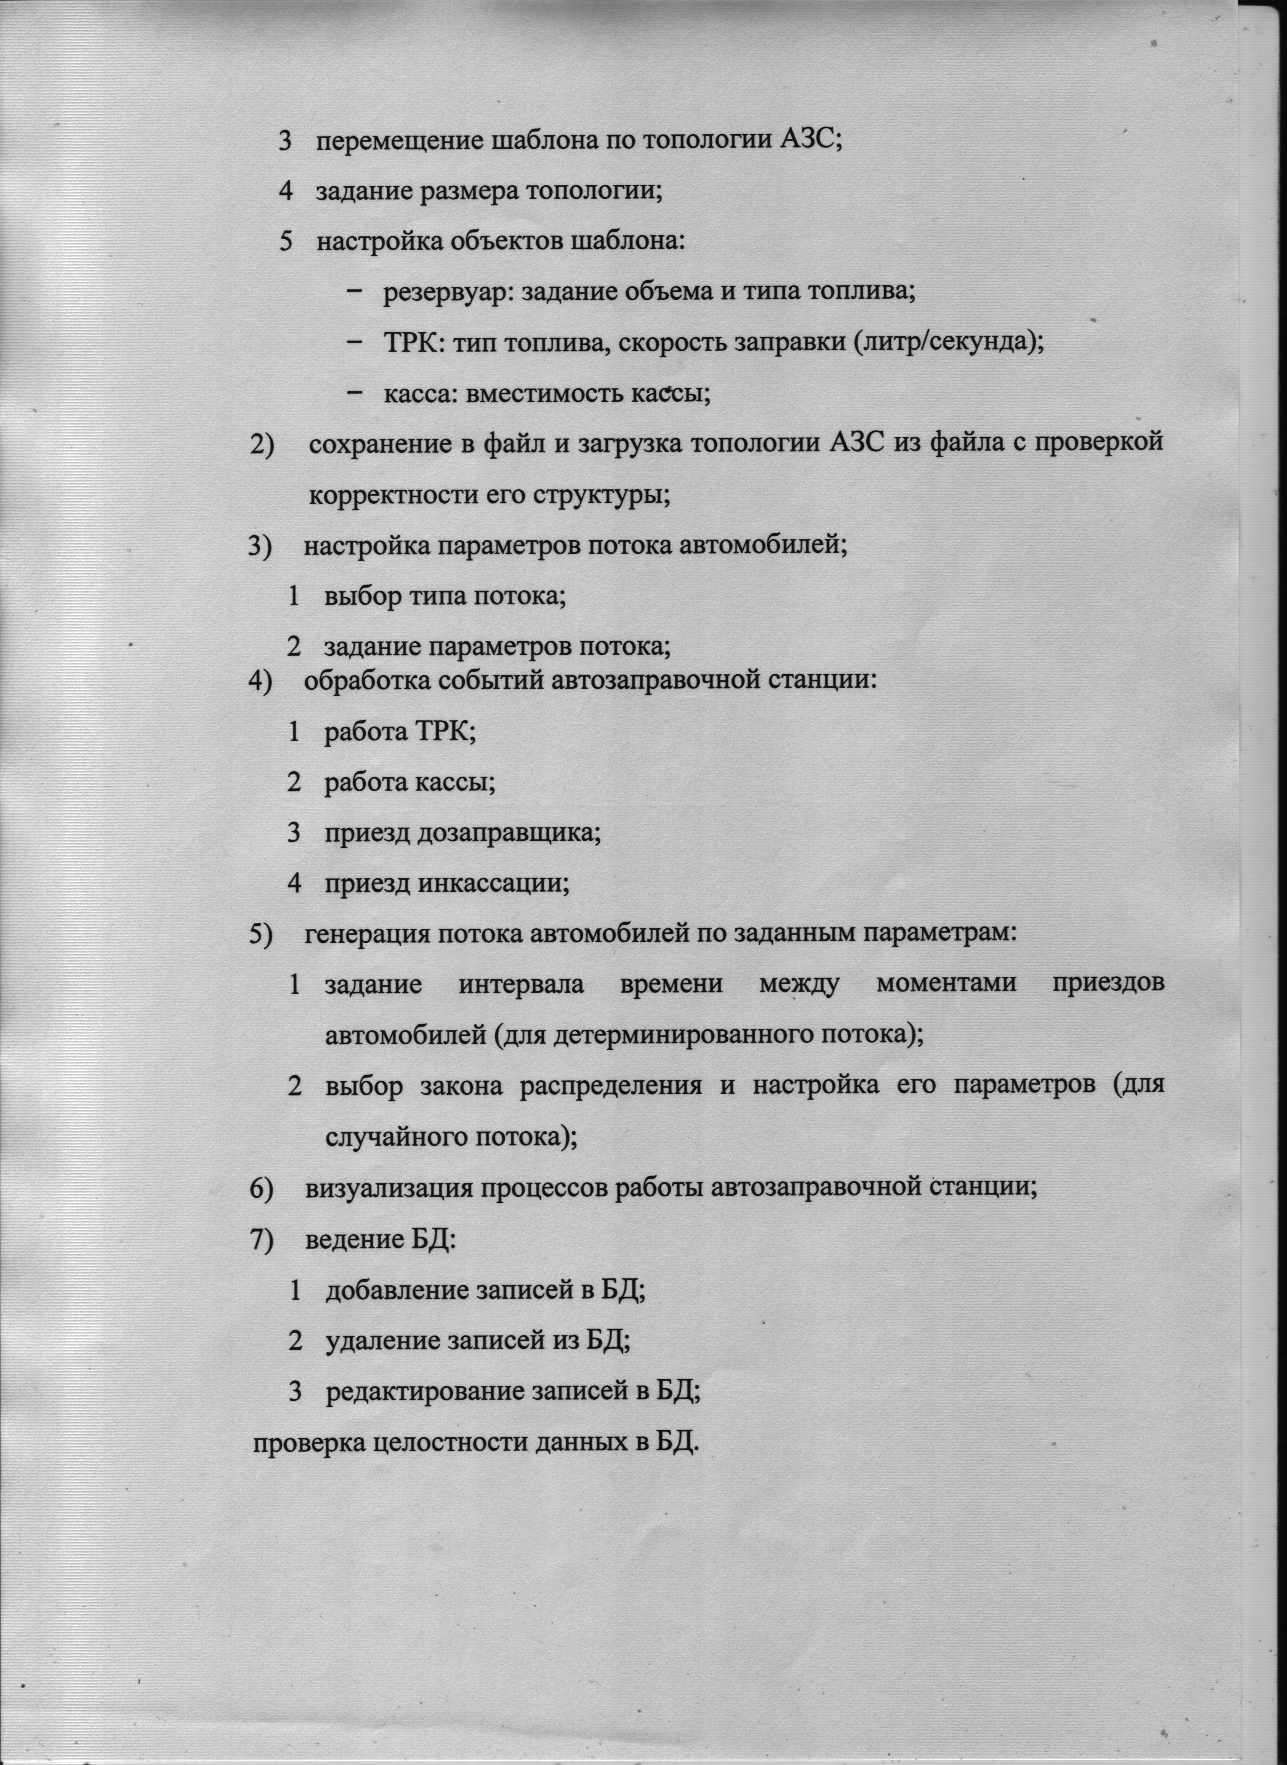 3 перемещение шаблона по топологии АЗС;
4 задание размера топологии;
5 настройка объектов шаблона:
− резервуар: задание объема и типа топлива;
− ТРК: тип топлива, скорость заправки (литр/секунда);
− касса: вместимость кассы;
2) сохранение в файл и загрузка топологии АЗС из файла с проверкой
корректности его структуры;
3) настройка параметров потока автомобилей;
1 выбор типа потока;
2 задание параметров потока;
4) обработка событий автозаправочной станции:
1 работа ТРК;
2 работа кассы;
3 приезд дозаправщика;
4 приезд инкассации;
5) генерация потока автомобилей по заданным параметрам:
1 задание интервала времени между моментами приездов
автомобилей (для детерминированного потока);
2 выбор закона распределения и настройка его параметров (для
случайного потока);
6) визуализация процессов работы автозаправочной станции;
7) ведение БД:
1 добавление записей в БД;
2 удаление записей из БД;
3 редактирование записей в БД;
проверка целостности данных в БД.